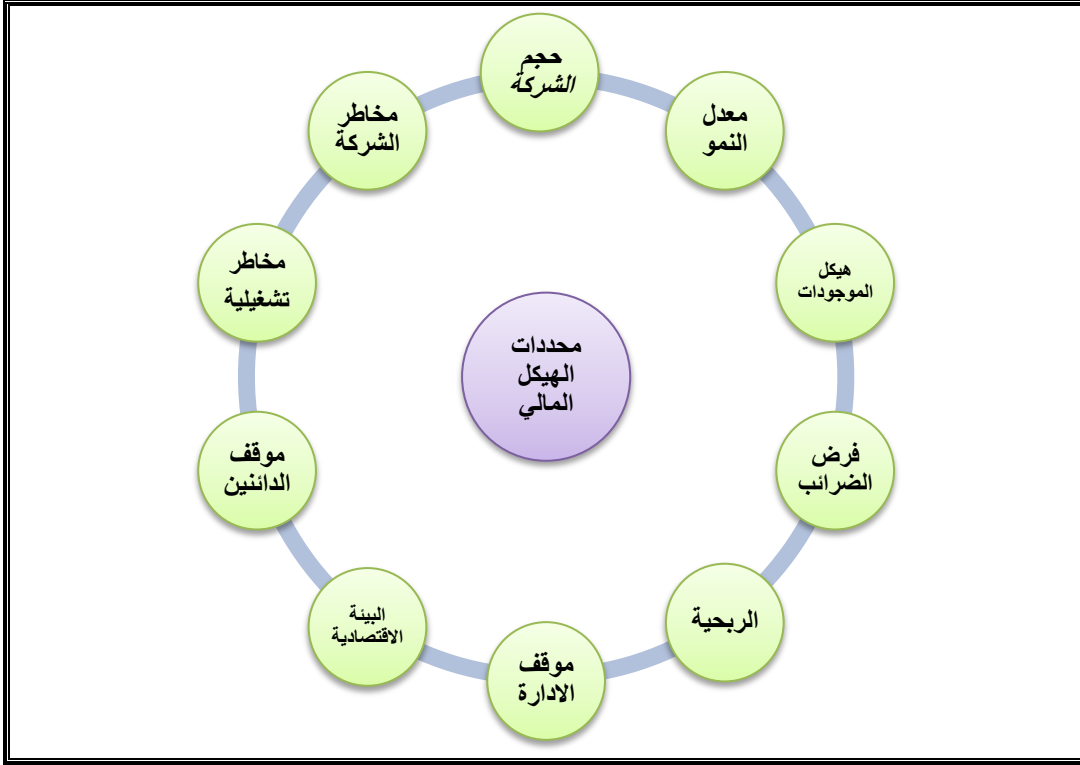 حجم
الشركة
معدل
النمو
هيكل
الموجودات
فرض
الضرائب
الربحية
موقف
الادارة
البيئة
الاقتصادية
موقف
الدائنين
مخاطر
تشغيلية
مخاطر
الشركة
محددات
الهيكل
المالي